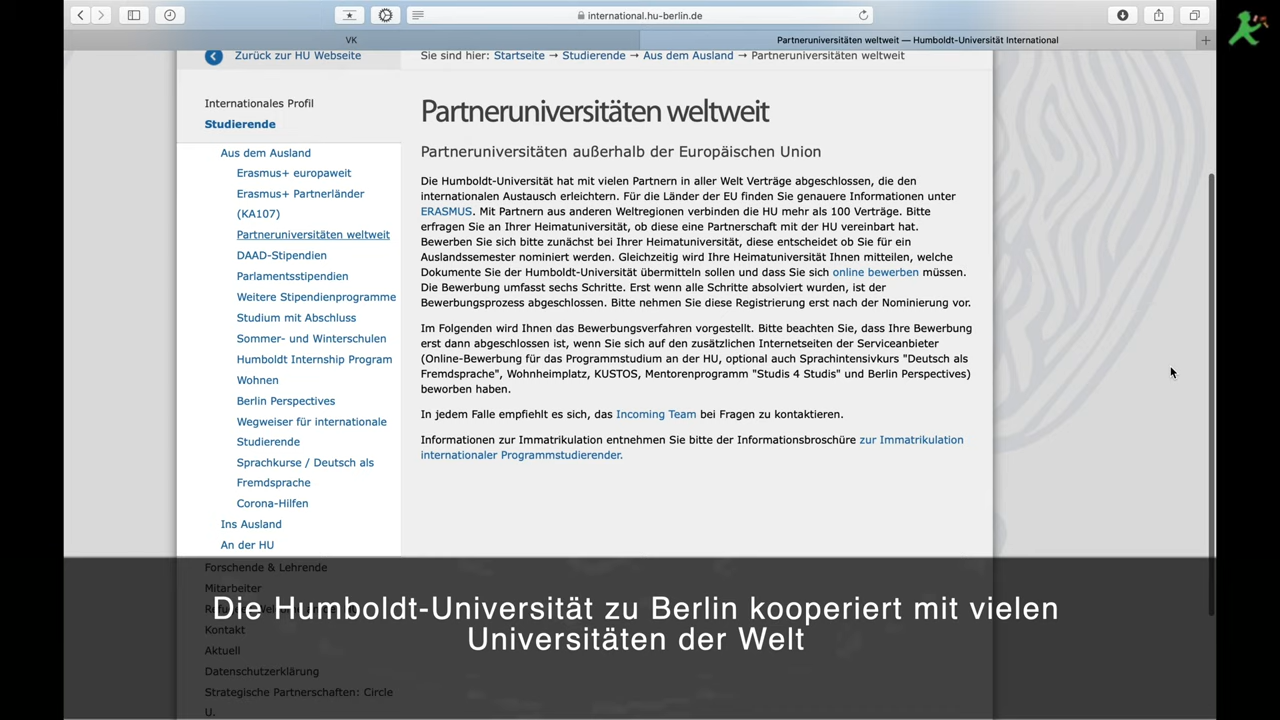 international.hu-berlin.de
VK
Partneruniversitäten weltweit — Humboldt-Universität International
Zurück zur HU Webseite
Sie sind hier: Startseite → Studierende → Aus dem Ausland → Partneruniversitäten weltweit
Internationales Profil
Studierende
Aus dem Ausland
Erasmus+ europaweit
Erasmus+ Partnerländer
(KA107)
Partneruniversitäten weltweit
DAAD-Stipendien
Parlamentsstipendien
Weitere Stipendienprogramme
Studium mit Abschluss
Sommer- und Winterschulen
Humboldt Internship Program
Wohnen
Berlin Perspectives
Wegweiser für internationale
Studierende
Sprachkurse / Deutsch als
Fremdsprache
Corona-Hilfen
Ins Ausland
An der HU
Forschende & Lehrende
Mitarbeiter
Kontakt
Aktuell
Datenschutzerklärung
Strategische Partnerschaften: Circle
U.
Partneruniversitäten weltweit
Partneruniversitäten außerhalb der Europäischen Union
Die Humboldt-Universität hat mit vielen Partnern in aller Welt Verträge abgeschlossen, die den
internationalen Austausch erleichtern. Für die Länder der EU finden Sie genauere Informationen unter
ERASMUS. Mit Partnern aus anderen Weltregionen verbinden die HU mehr als 100 Verträge. Bitte
erfragen Sie an Ihrer Heimatuniversität, ob diese eine Partnerschaft mit der HU vereinbart hat.
Bewerben Sie sich bitte zunächst bei Ihrer Heimatuniversität, diese entscheidet ob Sie für ein
Auslandssemester nominiert werden. Gleichzeitig wird Ihre Heimatuniversität Ihnen mitteilen, welche
Dokumente Sie der Humboldt-Universität übermitteln sollen und dass Sie sich online bewerben müssen.
Die Bewerbung umfasst sechs Schritte. Erst wenn alle Schritte absolviert wurden, ist der
Bewerbungsprozess abgeschlossen. Bitte nehmen Sie diese Registrierung erst nach der Nominierung vor.
Im Folgenden wird Ihnen das Bewerbungsverfahren vorgestellt. Bitte beachten Sie, dass Ihre Bewerbung
erst dann abgeschlossen ist, wenn Sie sich auf den zusätzlichen Internetseiten der Serviceanbieter
(Online-Bewerbung für das Programmstudium an der HU, optional auch Sprachintensivkurs "Deutsch als
Fremdsprache", Wohnheimplatz, KUSTOS, Mentorenprogramm "Studis 4 Studis" und Berlin Perspectives)
beworben haben.
In jedem Falle empfiehlt es sich, das Incoming Team bei Fragen zu kontaktieren.
Informationen zur Immatrikulation entnehmen Sie bitte der Informationsbroschüre zur Immatrikulation
internationaler Programmstudierender.
Die Humboldt-Universität zu Berlin kooperiert mit vielen
Universitäten der Welt